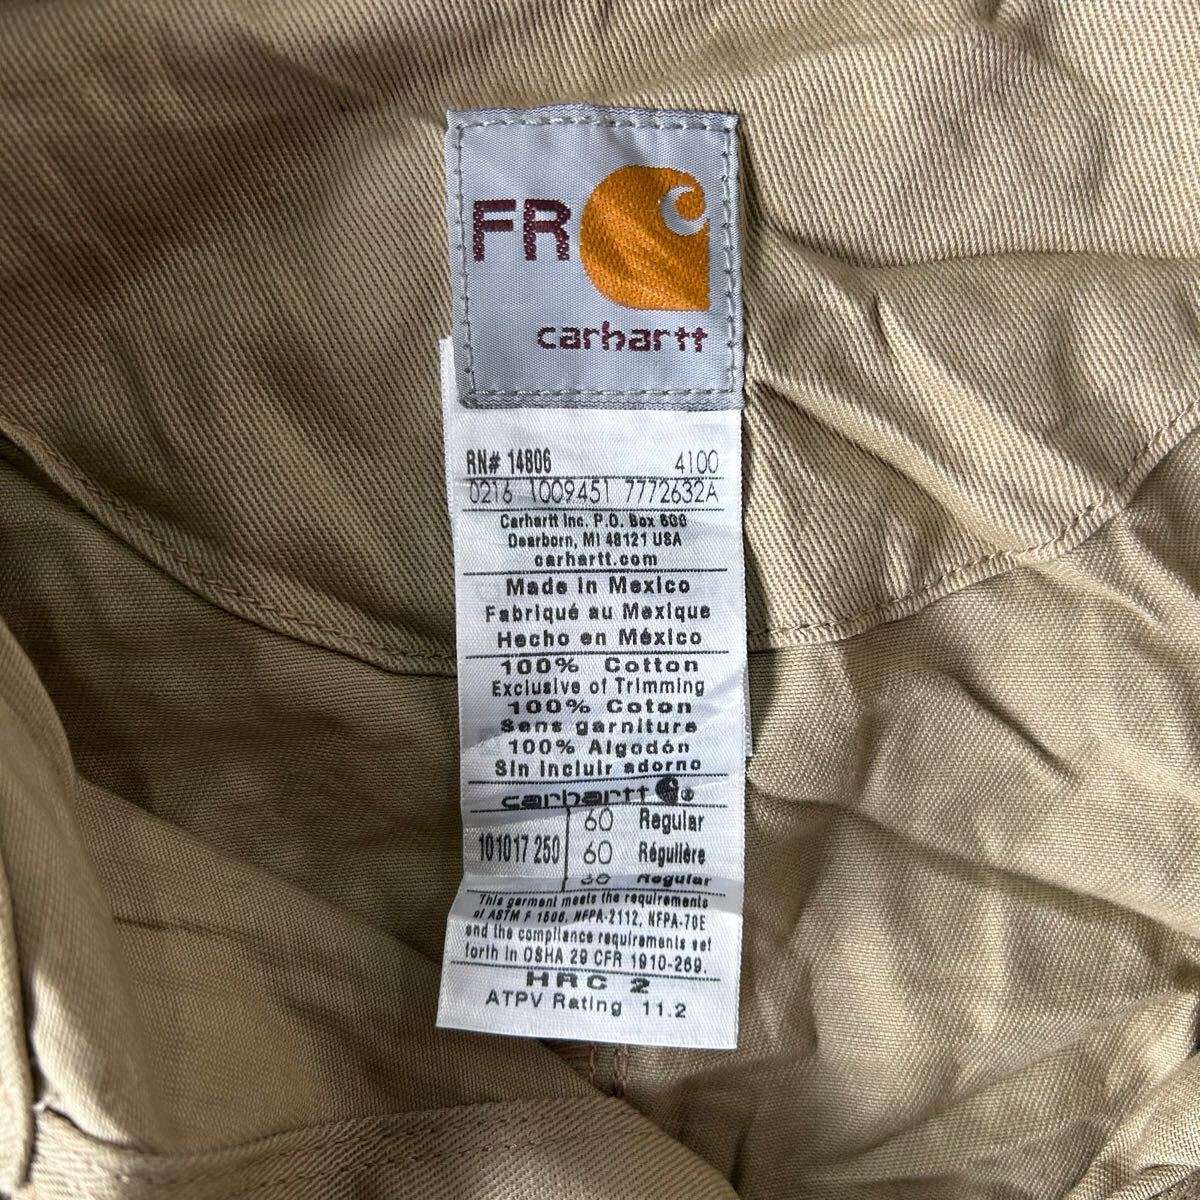 FR
carhartt
RN# 14806 4100
0216 1009451 7772632A
Carhartt Inc. P.O. Box 600
Dearborn, MI 48121 USA
carhartt.com
Made in Mexico
Fabriqué au Mexique
Hecho en México
100% Cotton
Exclusive of Trimming
100% Coton
Sans garniture
100% Algodón
Sin incluir adorno
carhartt ®
60 Regular
101017 250 60 Régulière
60 Regular
This garment meets the requirements
of ASTM F 1506, NFPA-2112, NFPA-70E
and the compliance requirements set
forth in OSHA 29 CFR 1910-269.
HRC 2
ATPV Rating 11.2